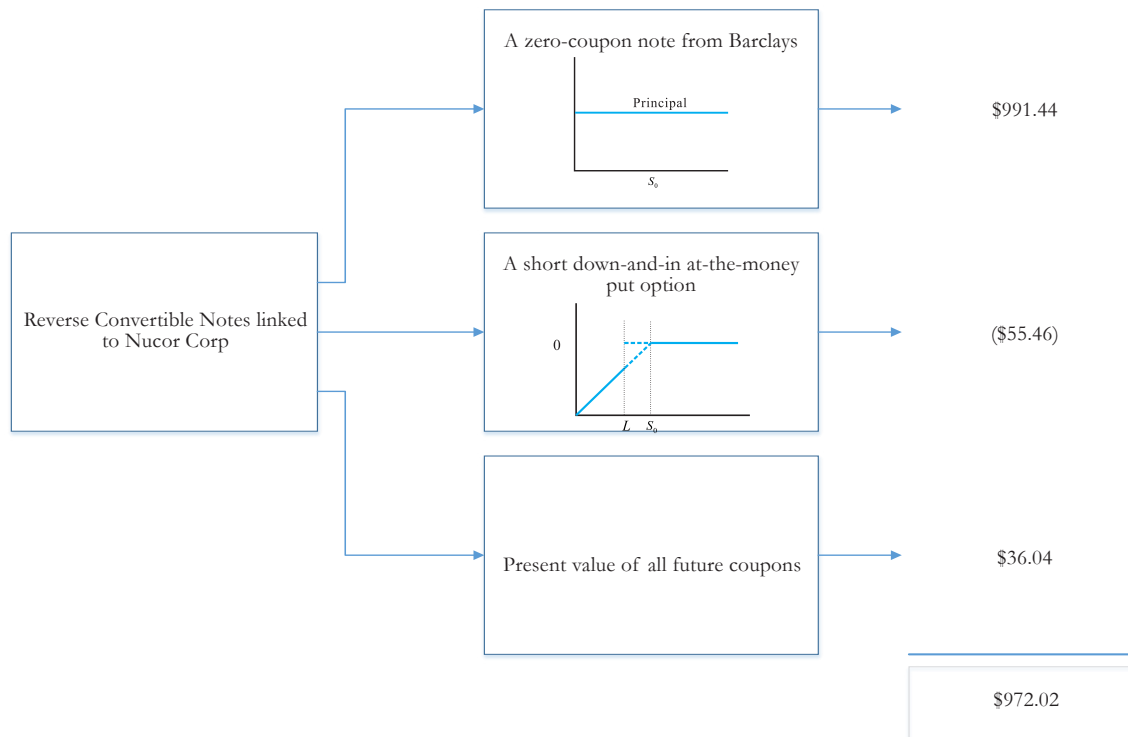 A zero-coupon note from Barclays
Principal
S₀
$991.44
Reverse Convertible Notes linked
to Nucor Corp
A short down-and-in at-the-money
put option
0
L S₀
($55.46)
Present value of all future coupons
$36.04
$972.02